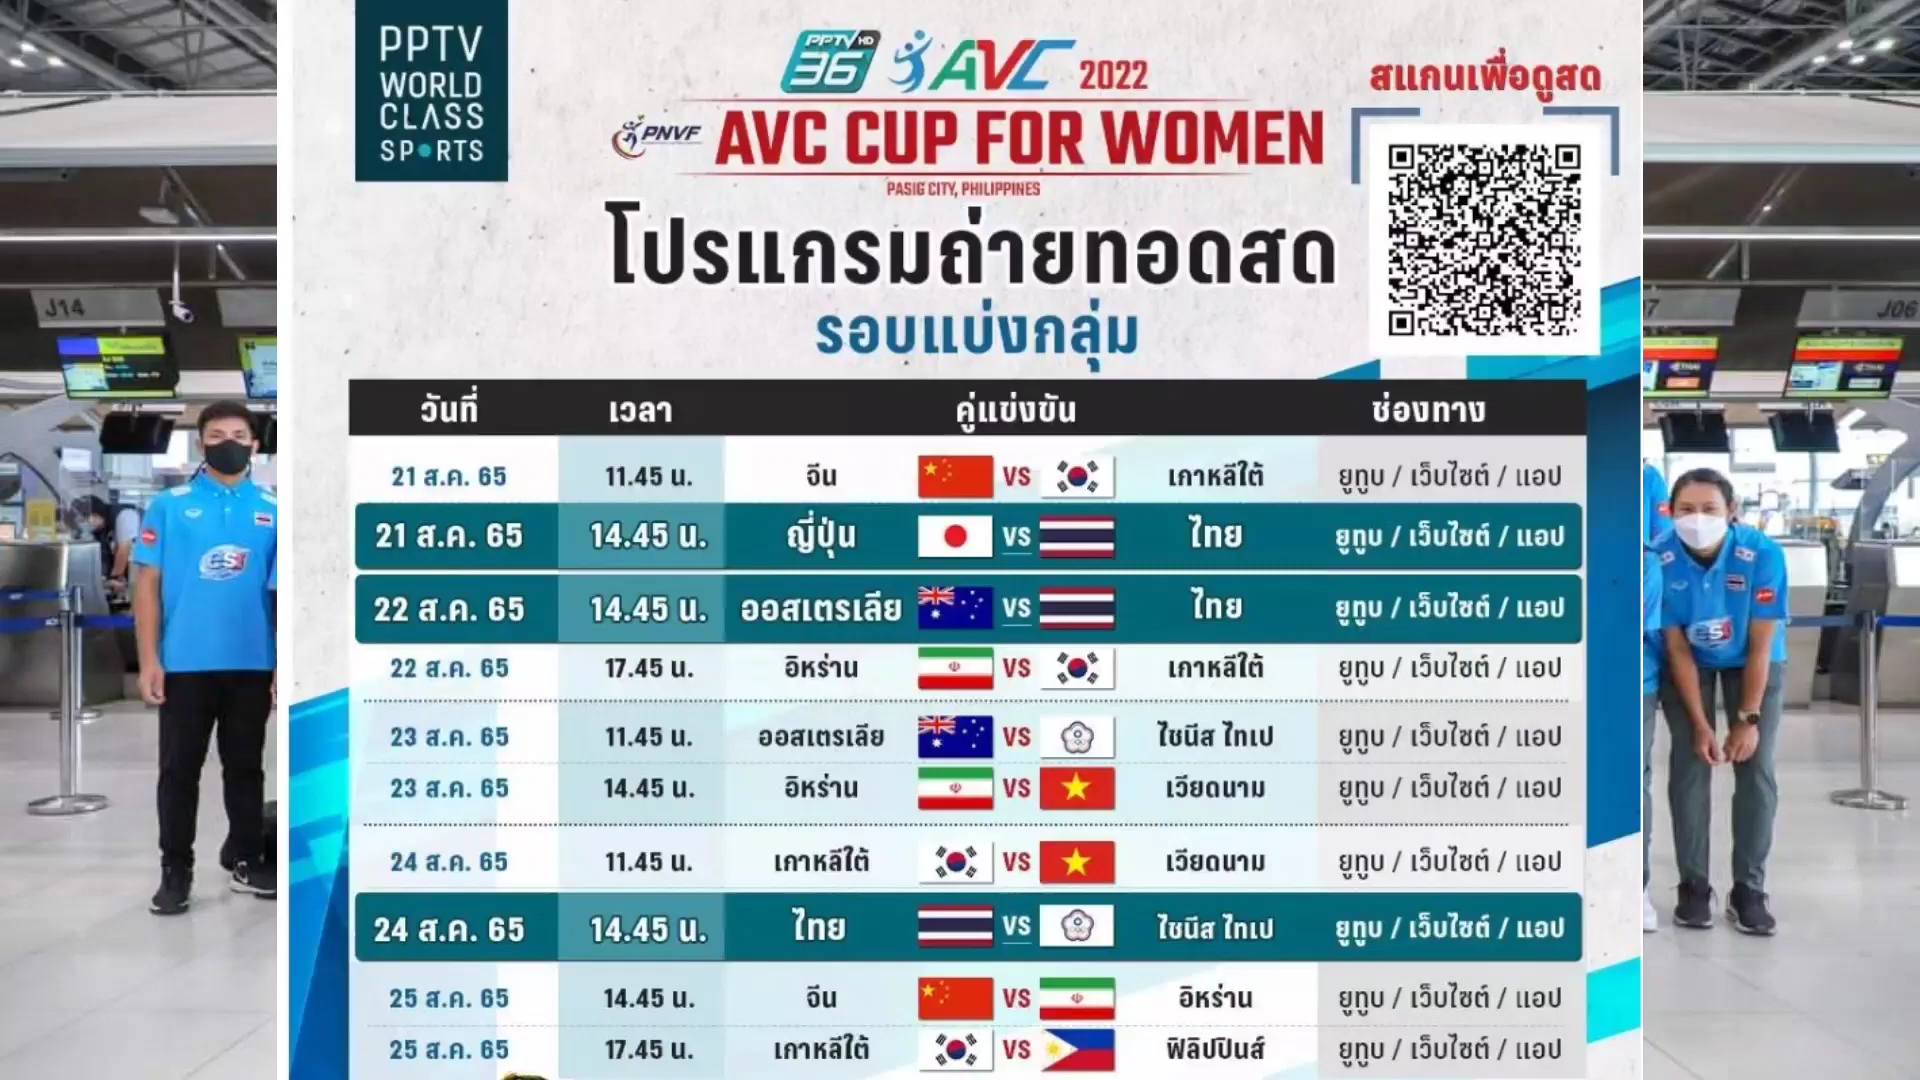 PPTV
WORLD
CLASS
SPORTS
PPTV HD
36
AVC 2022
PNVF
AVC CUP FOR WOMEN
PASIG CITY, PHILIPPINES
สแกนเพื่อดูสด
โปรแกรมถ่ายทอดสด
รอบแบ่งกลุ่ม
วันที่ เวลา คู่แข่งขัน ช่องทาง
21 ส.ค. 65 11.45 น. จีน VS เกาหลีใต้ ยูทูบ / เว็บไซต์ / แอป
21 ส.ค. 65 14.45 น. ญี่ปุ่น VS ไทย ยูทูบ / เว็บไซต์ / แอป
22 ส.ค. 65 14.45 น. ออสเตรเลีย VS ไทย ยูทูบ / เว็บไซต์ / แอป
22 ส.ค. 65 17.45 น. อิหร่าน VS เกาหลีใต้ ยูทูบ / เว็บไซต์ / แอป
23 ส.ค. 65 11.45 น. ออสเตรเลีย VS ไชนีส ไทเป ยูทูบ / เว็บไซต์ / แอป
23 ส.ค. 65 14.45 น. อิหร่าน VS เวียดนาม ยูทูบ / เว็บไซต์ / แอป
24 ส.ค. 65 11.45 น. เกาหลีใต้ VS เวียดนาม ยูทูบ / เว็บไซต์ / แอป
24 ส.ค. 65 14.45 น. ไทย VS ไชนีส ไทเป ยูทูบ / เว็บไซต์ / แอป
25 ส.ค. 65 14.45 น. จีน VS อิหร่าน ยูทูบ / เว็บไซต์ / แอป
25 ส.ค. 65 17.45 น. เกาหลีใต้ VS ฟิลิปปินส์ ยูทูบ / เว็บไซต์ / แอป
J14
J06